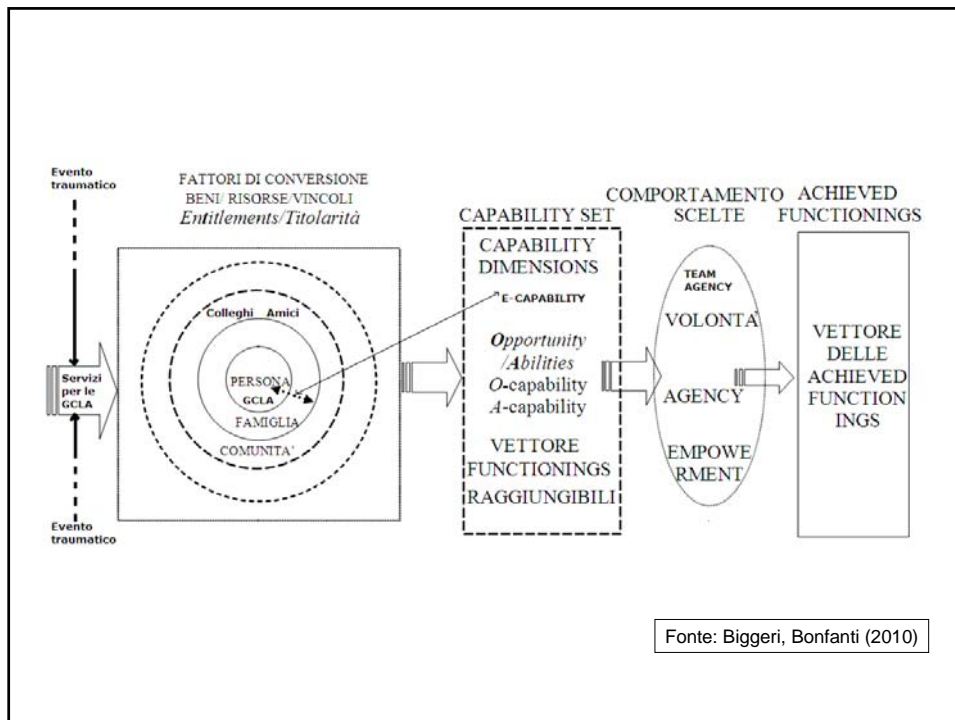 Evento
traumatico
Servizi
per le
GCLA
Evento
traumatico
FATTORI DI CONVERSIONE
BENI/ RISORSE/VINCOLI
Entitlements/Titolarità
Colleghi Amici
PERSONA
GCLA
FAMIGLIA
COMUNITA'
CAPABILITY SET
CAPABILITY
DIMENSIONS
E-CAPABILITY
Opportunity
/Abilities
O-capability
A-capability
VETTORE
FUNCTIONINGS
RAGGIUNGIBILI
COMPORTAMENTO
SCELTE
TEAM
AGENCY
VOLONTA'
AGENCY
EMPOWE
RMENT
ACHIEVED
FUNCTIONINGS
VETTORE
DELLE
ACHIEVED
FUNCTION
INGS
Fonte: Biggeri, Bonfanti (2010)